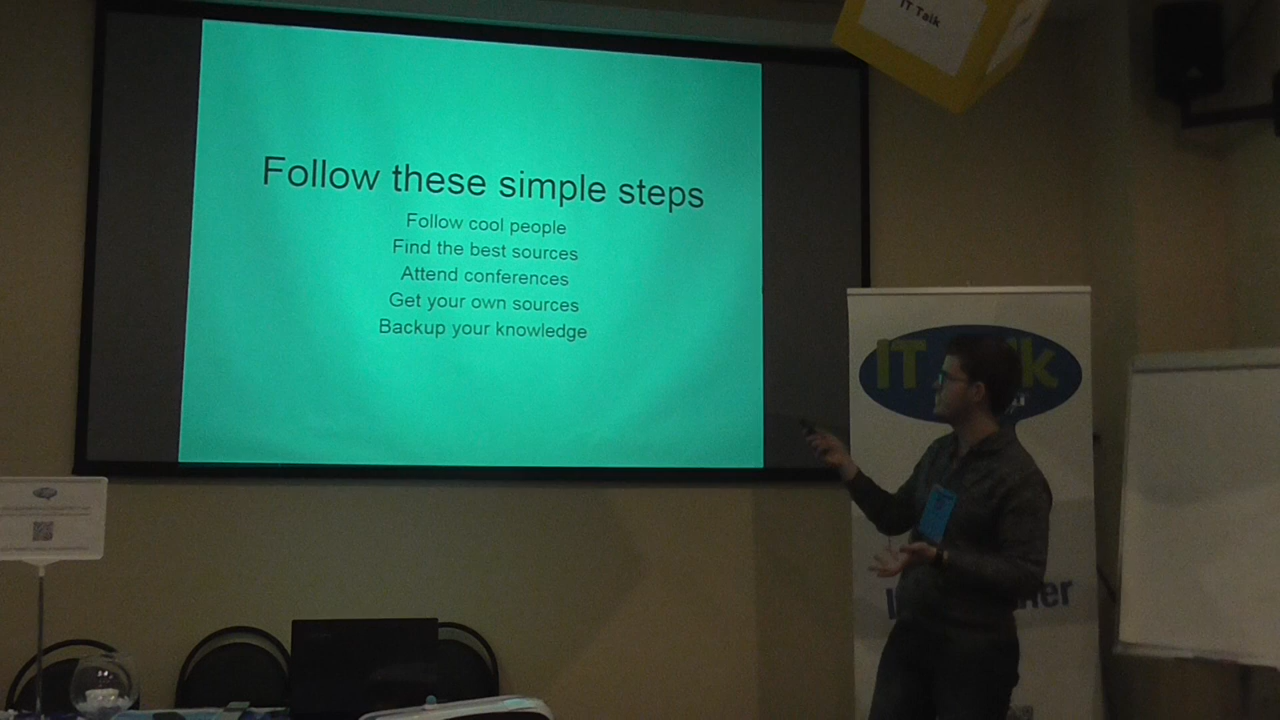 IT Talk
Follow these simple steps
Follow cool people
Find the best sources
Attend conferences
Get your own sources
Backup your knowledge
IT